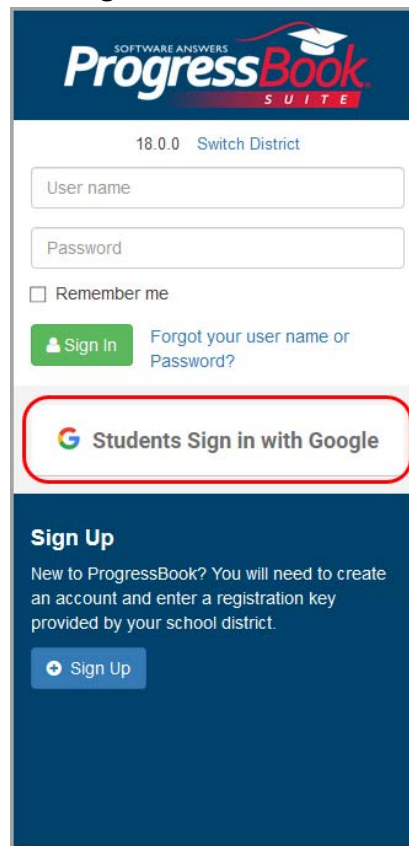 SOFTWARE ANSWERS
ProgressBook
SUITE
18.0.0 Switch District
User name
Password
Remember me
Sign In
Forgot your user name or
Password?
G Students Sign in with Google
Sign Up
New to ProgressBook? You will need to create
an account and enter a registration key
provided by your school district.
Sign Up